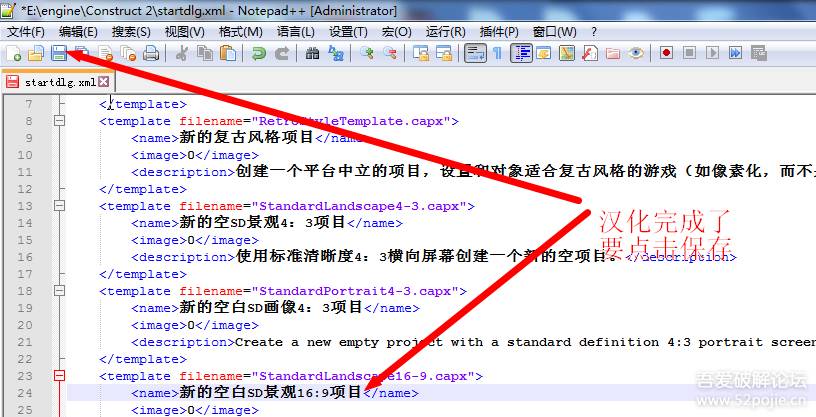 *E:\engine\Construct 2\startdlg.xml - Notepad++ [Administrator]
文件(F) 编辑(E) 搜索(S) 视图(V) 格式(M) 语言(L) 设置(T) 宏(O) 运行(R) 插件(P) 窗口(W) ?
startdlg.xml
7 </template>
8 <template filename="RetroStyleTemplate.capx">
9 <name>新的复古风格项目</name>
10 <image>0</image>
11 <description>创建一个平台中立的项目，设置和对象适合复古风格的游戏（如像素化，而不
12 </template>
13 <template filename="StandardLandscape4-3.capx">
14 <name>新的空SD景观4：3项目</name>
15 <image>0</image>
16 <description>使用标准清晰度4：3横向屏幕创建一个新的空项目。</description>
17 </template>
18 <template filename="StandardPortrait4-3.capx">
19 <name>新的空白SD画像4：3项目</name>
20 <image>0</image>
21 <description>Create a new empty project with a standard definition 4:3 portrait screen
22 </template>
23 <template filename="StandardLandscape16-9.capx">
24 <name>新的空白SD景观16:9项目</name>
25 <image>0</image>
汉化完成了
要点击保存
吾爱破解论坛
www.52pojie.cn